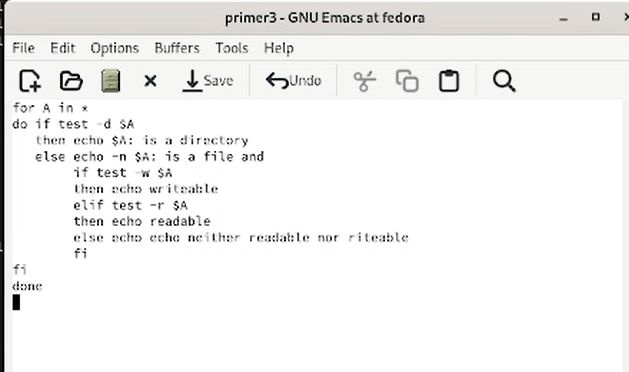 primer3 - GNU Emacs at fedora
File Edit Options Buffers Tools Help
Save Undo
for A in *
do if test -d $A
then echo $A: is a directory
else echo -n $A: is a file and
if test -w $A
then echo writeable
elif test -r $A
then echo readable
else echo echo neither readable nor riteable
fi
fi
done